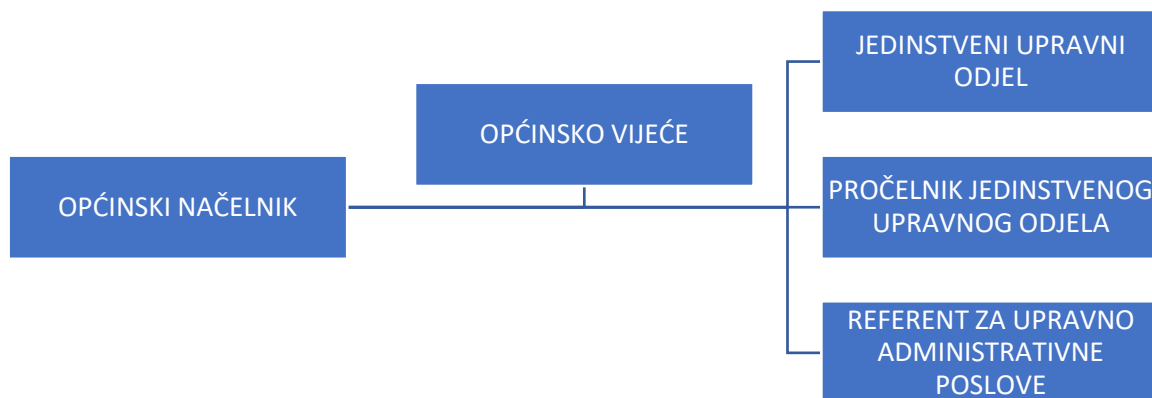 OPĆINSKI NAČELNIK
OPĆINSKO VIJEĆE
JEDINSTVENI UPRAVNI
ODJEL
PROČELNIK JEDINSTVENOG
UPRAVNOG ODJELA
REFERENT ZA UPRAVNO
ADMINISTRATIVNE
POSLOVE